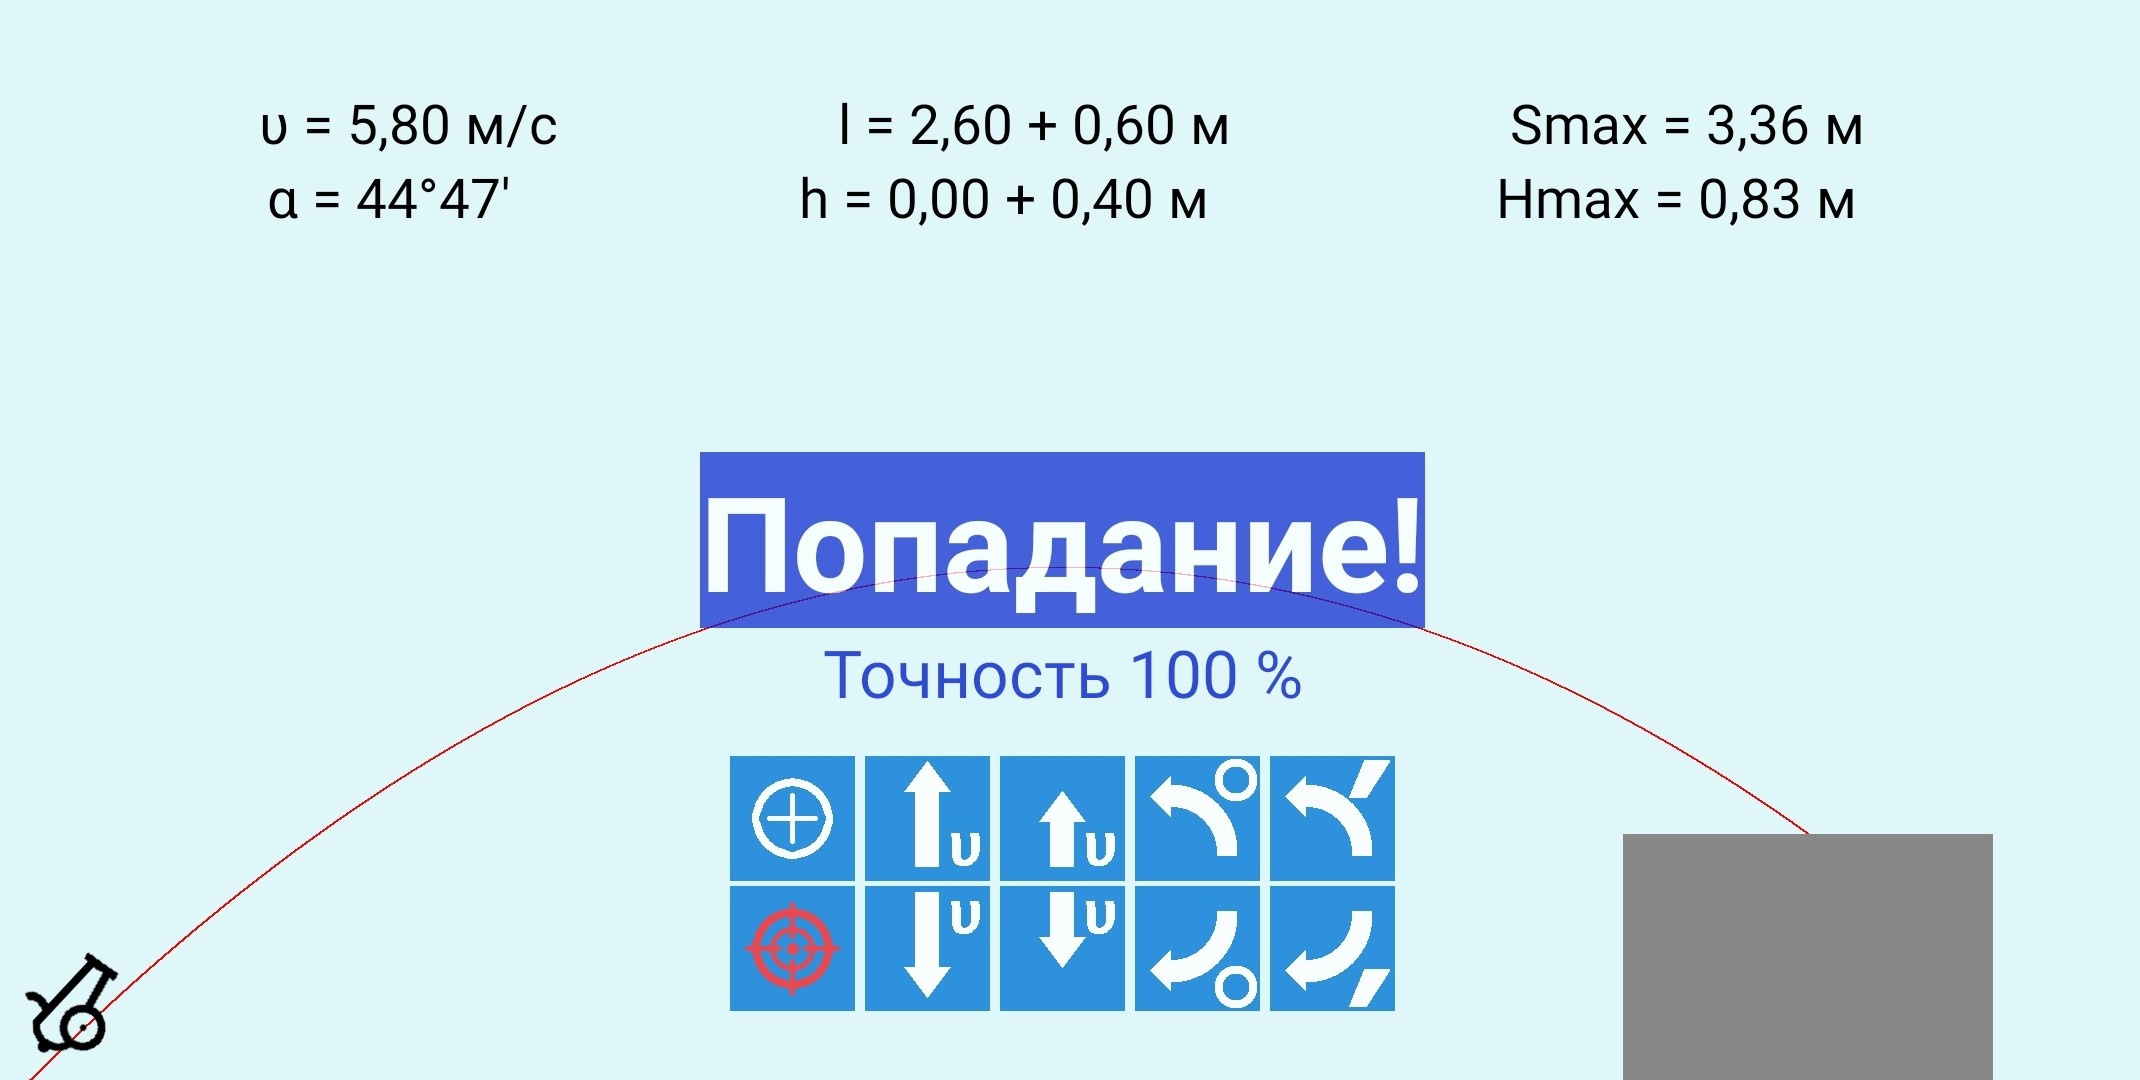 υ = 5,80 м/с
l = 2,60 + 0,60 м
Smax = 3,36 м
α = 44°47'
h = 0,00 + 0,40 м
Hmax = 0,83 м
Попадание!
Точность 100 %
υ υ
υ υ